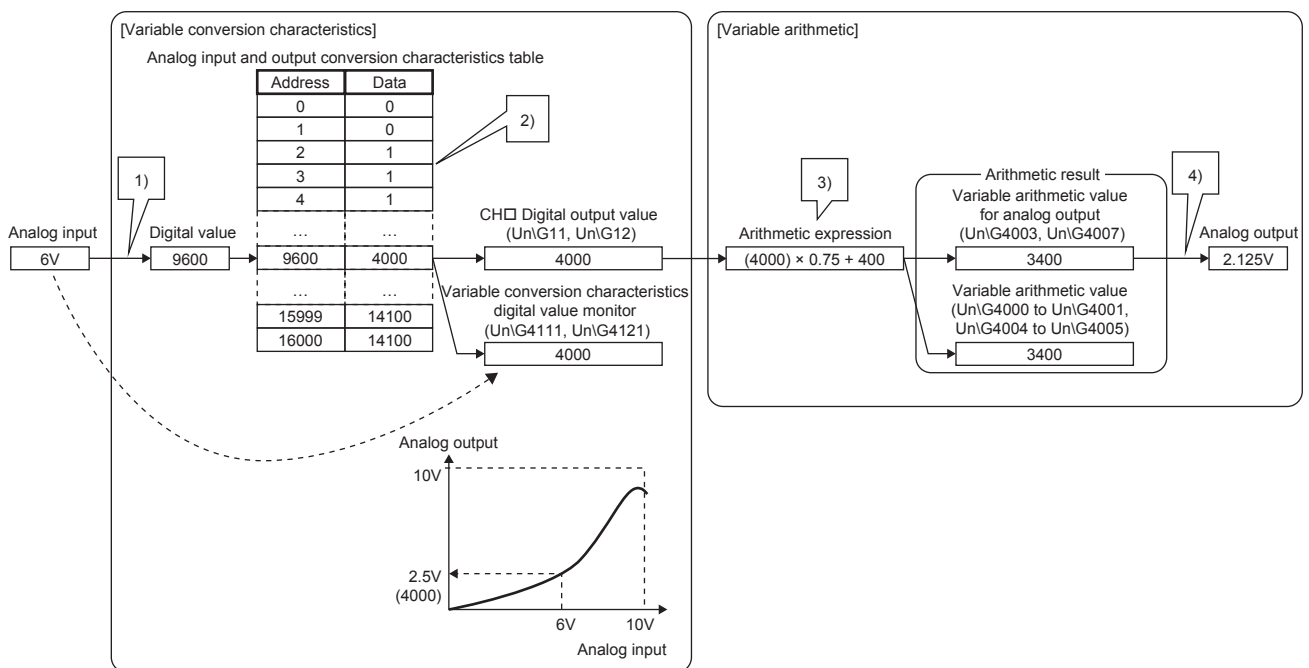 [Variable conversion characteristics]
Analog input and output conversion characteristics table
Address Data
0 0
1 0
2 1
3 1
4 1
... ...
9600 4000
... ...
15999 14100
16000 14100
1)
2)
Analog input
6V
Digital value
9600
CH□ Digital output value
(Un\G11, Un\G12)
4000
Variable conversion characteristics
digital value monitor
(Un\G4111, Un\G4121)
4000
Analog output
10V
2.5V
(4000)
6V 10V
Analog input
[Variable arithmetic]
3)
Arithmetic expression
(4000) × 0.75 + 400
Arithmetic result
Variable arithmetic value
for analog output
(Un\G4003, Un\G4007)
3400
Variable arithmetic value
(Un\G4000 to Un\G4001,
Un\G4004 to Un\G4005)
3400
4)
Analog output
2.125V